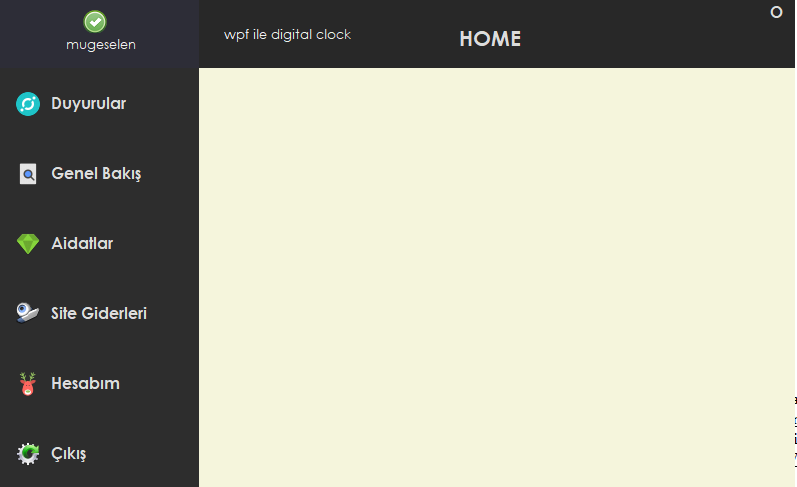 mugeselen
wpf ile digital clock
HOME
O
Duyurular
Genel Bakış
Aidatlar
Site Giderleri
Hesabım
Çıkış